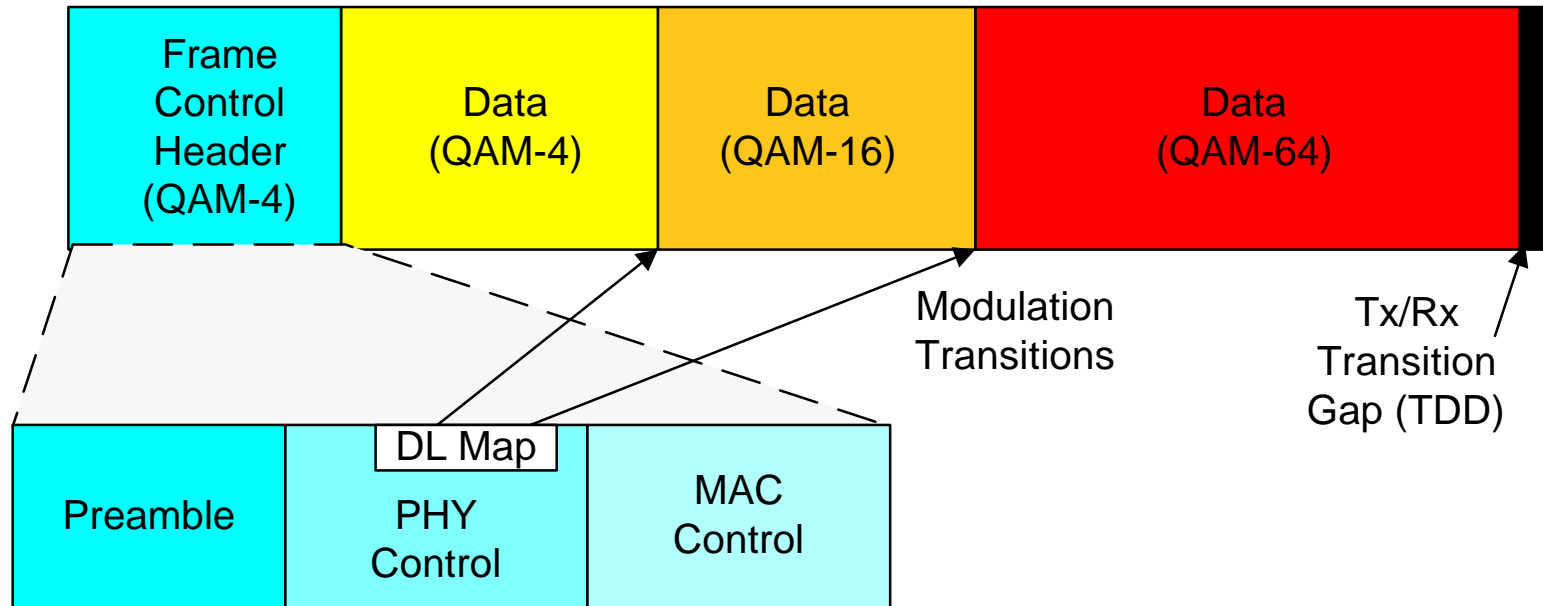 Frame
Control
Header
(QAM-4)
Data
(QAM-4)
Data
(QAM-16)
Data
(QAM-64)
Modulation
Transitions
Tx/Rx
Transition
Gap (TDD)
Preamble
DL Map
PHY
Control
MAC
Control